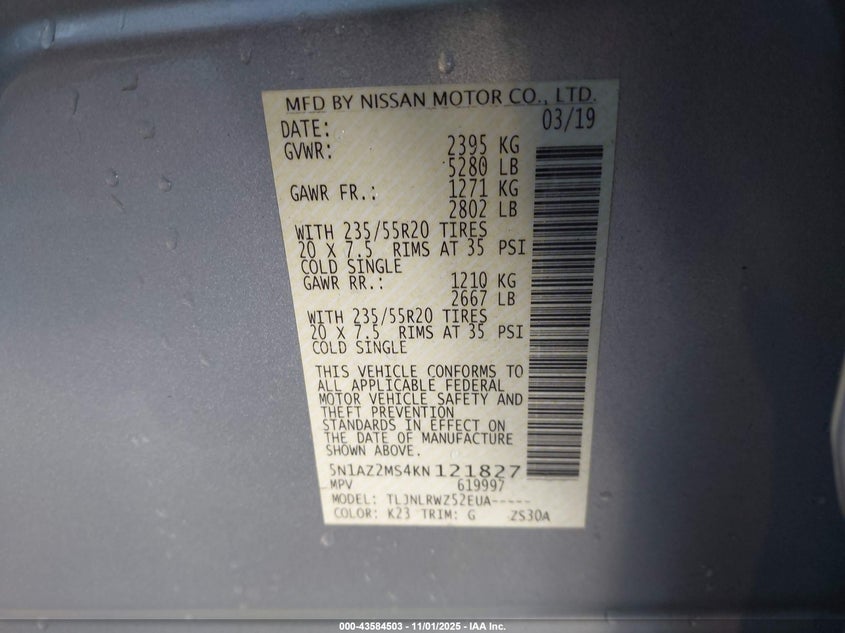 MFD BY NISSAN MOTOR CO., LTD.
DATE: 03/19
GVWR: 2395 KG
5280 LB
GAWR FR.: 1271 KG
2802 LB
WITH 235/55R20 TIRES
20 X 7.5 RIMS AT 35 PSI
COLD SINGLE
GAWR RR.: 1210 KG
2667 LB
WITH 235/55R20 TIRES
20 X 7.5 RIMS AT 35 PSI
COLD SINGLE
THIS VEHICLE CONFORMS TO
ALL APPLICABLE FEDERAL
MOTOR VEHICLE SAFETY AND
THEFT PREVENTION
STANDARDS IN EFFECT ON
THE DATE OF MANUFACTURE
SHOWN ABOVE.
5N1AZ2MS4KN121827
MPV 619997
MODEL: TLJNLRWZ52EUA-----
COLOR: K23 TRIM: G ZS30A
000-43584503 - 11/01/2025 - IAA Inc.